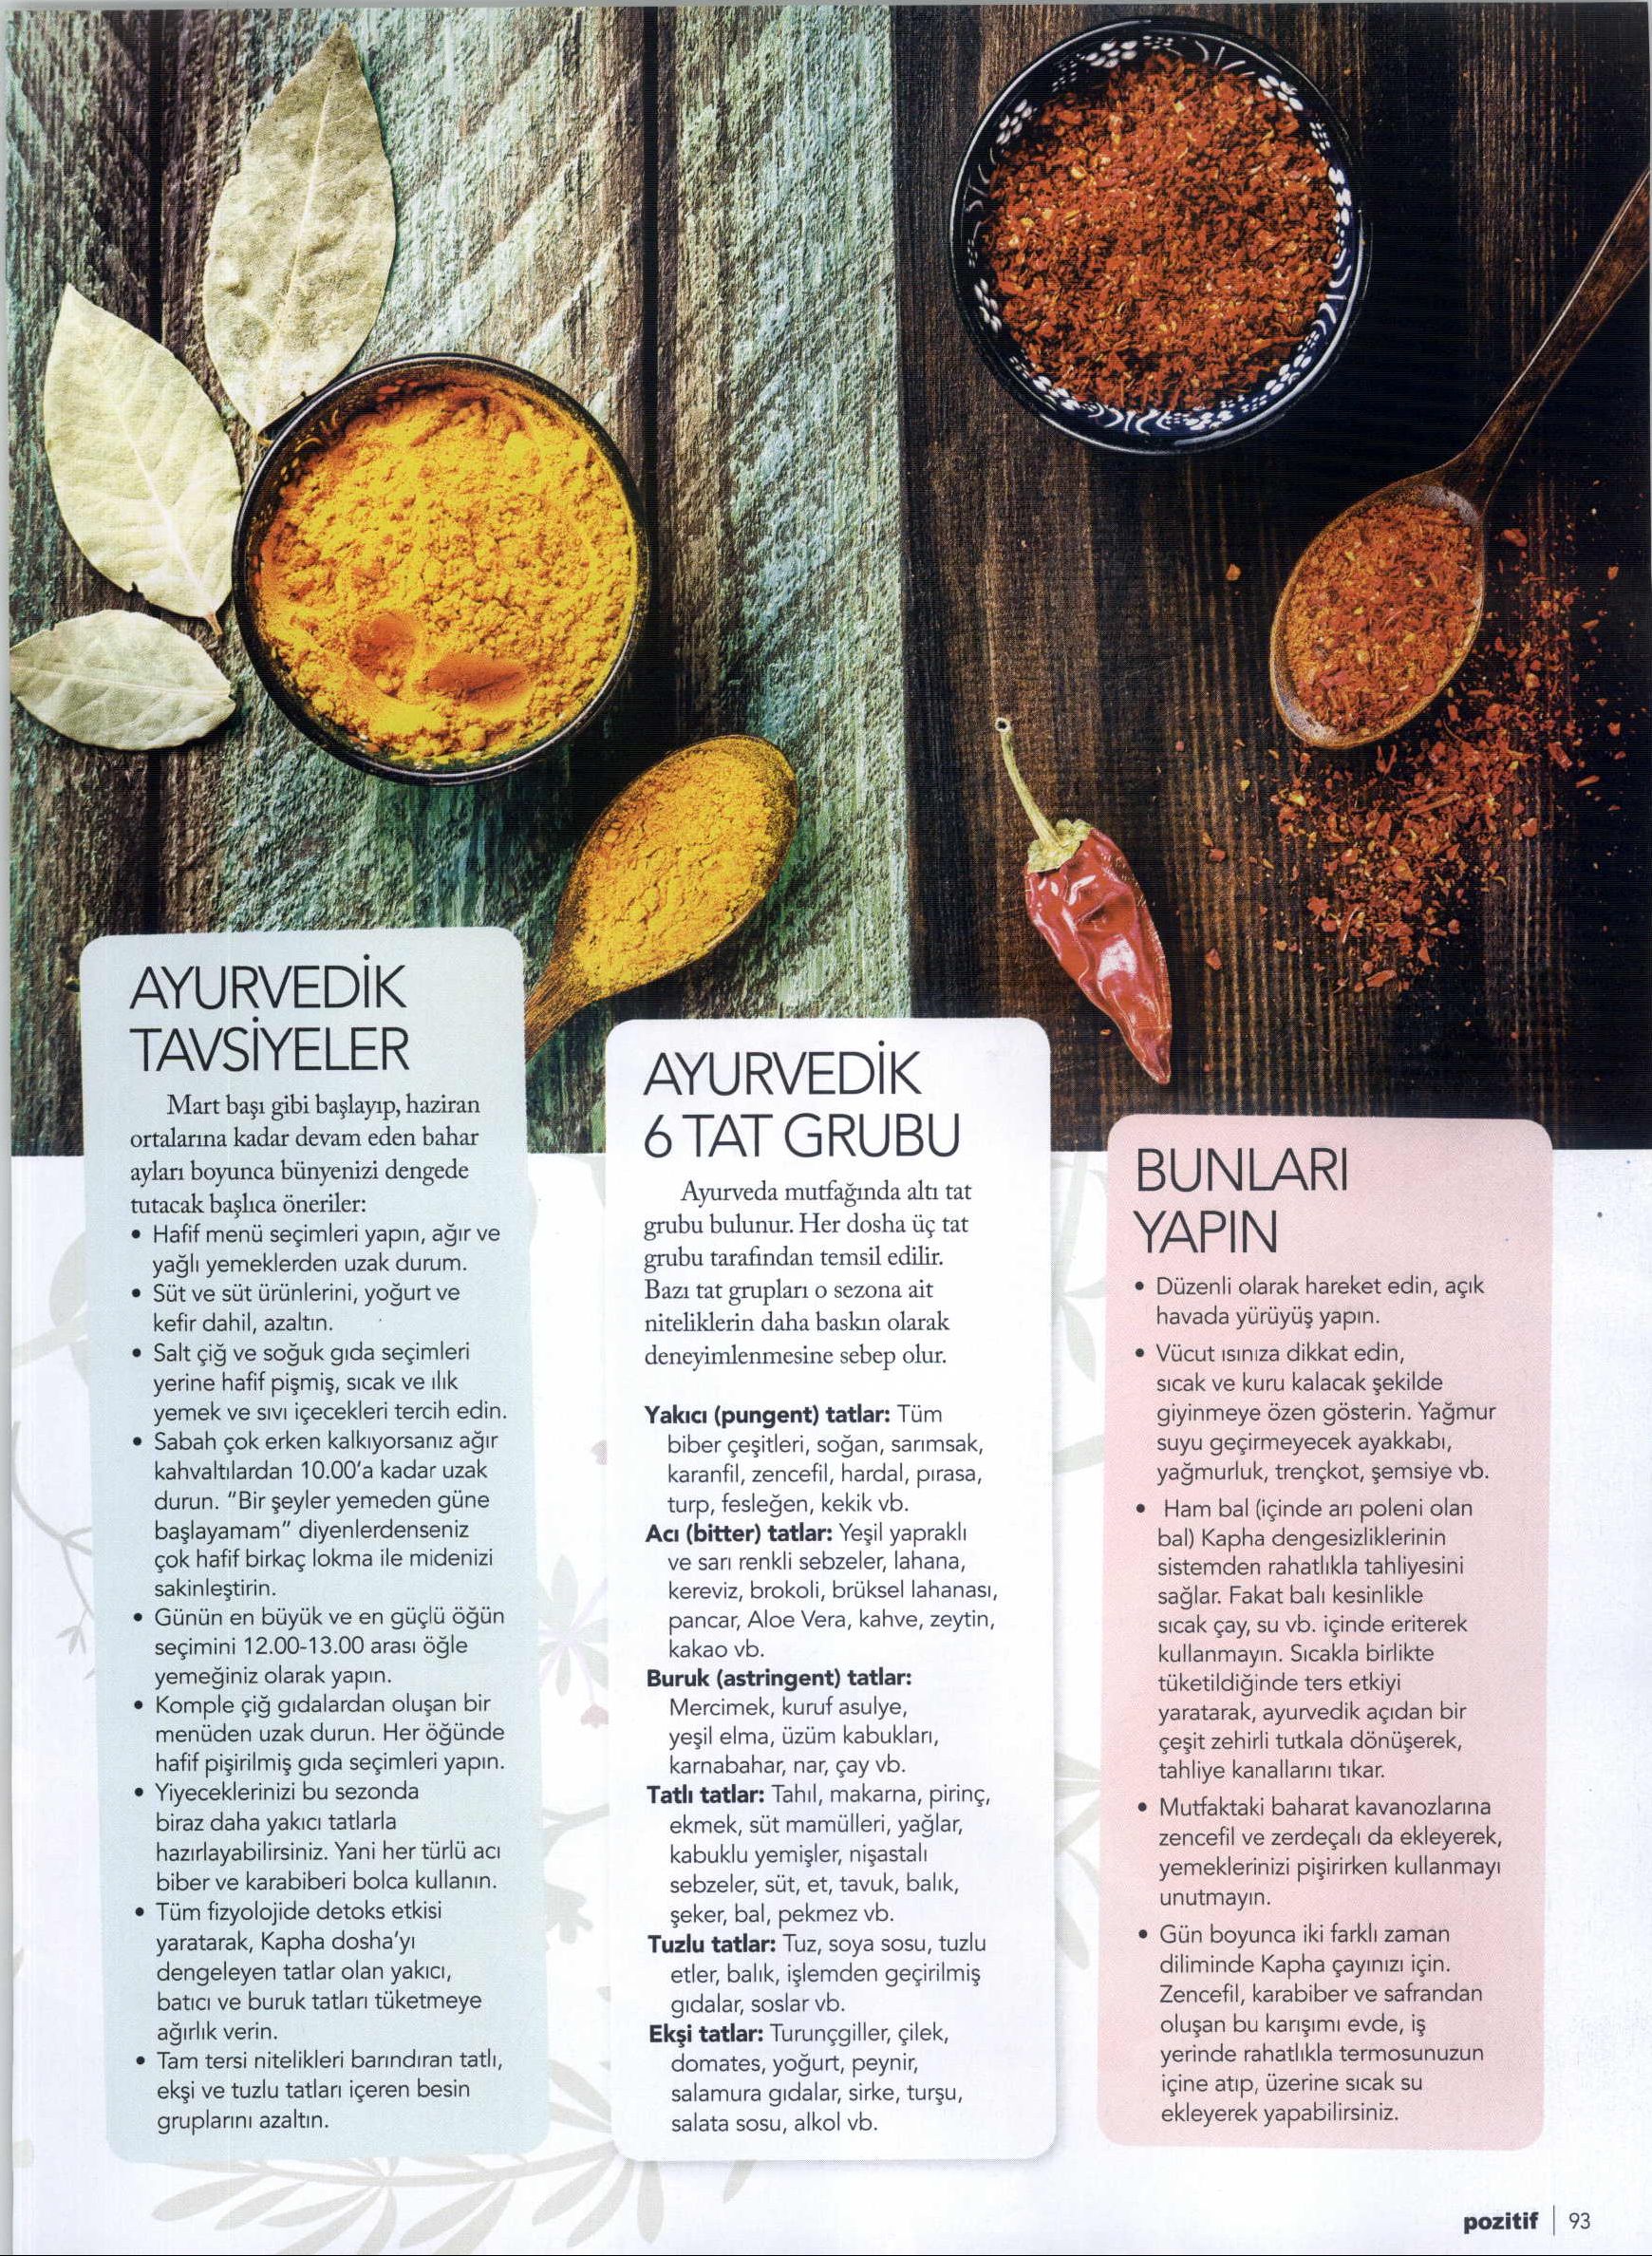 AYURVEDİK
TAVSİYELER
Mart başı gibi başlayıp, haziran
ortalarına kadar devam eden bahar
ayları boyunca bünyenizi dengede
tutacak başlıca öneriler:
• Hafif menü seçimleri yapın, ağır ve
yağlı yemeklerden uzak durum.
• Süt ve süt ürünlerini, yoğurt ve
kefir dahil, azaltın.
• Salt çiğ ve soğuk gıda seçimleri
yerine hafif pişmiş, sıcak ve ılık
yemek ve sıvı içecekleri tercih edin.
• Sabah çok erken kalkıyorsanız ağır
kahvaltılardan 10.00'a kadar uzak
durun. "Bir şeyler yemeden güne
başlayamam" diyenlerdenseniz
çok hafif birkaç lokma ile midenizi
sakinleştirin.
• Günün en büyük ve en güçlü öğün
seçimini 12.00-13.00 arası öğle
yemeğiniz olarak yapın.
• Komple çiğ gıdalardan oluşan bir
menüden uzak durun. Her öğünde
hafif pişirilmiş gıda seçimleri yapın.
• Yiyeceklerinizi bu sezonda
biraz daha yakıcı tatlarla
hazırlayabilirsiniz. Yani her türlü acı
biber ve karabiberi bolca kullanın.
• Tüm fizyolojide detoks etkisi
yaratarak, Kapha dosha'yı
dengeleyen tatlar olan yakıcı,
batıcı ve buruk tatları tüketmeye
ağırlık verin.
• Tam tersi nitelikleri barındıran tatlı,
ekşi ve tuzlu tatları içeren besin
gruplarını azaltın.
AYURVEDİK
6 TAT GRUBU
Ayurveda mutfağında altı tat
grubu bulunur. Her dosha üç tat
grubu tarafından temsil edilir.
Bazı tat grupları o sezona ait
niteliklerin daha baskın olarak
deneyimlenmesine sebep olur.
Yakıcı (pungent) tatlar: Tüm
biber çeşitleri, soğan, sarımsak,
karanfil, zencefil, hardal, pırasa,
turp, fesleğen, kekik vb.
Acı (bitter) tatlar: Yeşil yapraklı
ve sarı renkli sebzeler, lahana,
kereviz, brokoli, brüksel lahanası,
pancar, Aloe Vera, kahve, zeytin,
kakao vb.
Buruk (astringent) tatlar:
Mercimek, kuruf asulye,
yeşil elma, üzüm kabukları,
karnabahar, nar, çay vb.
Tatlı tatlar: Tahıl, makarna, pirinç,
ekmek, süt mamülleri, yağlar,
kabuklu yemişler, nişastalı
sebzeler, süt, et, tavuk, balık,
şeker, bal, pekmez vb.
Tuzlu tatlar: Tuz, soya sosu, tuzlu
etler, balık, işlemden geçirilmiş
gıdalar, soslar vb.
Ekşi tatlar: Turunçgiller, çilek,
domates, yoğurt, peynir,
salamura gıdalar, sirke, turşu,
salata sosu, alkol vb.
BUNLARI
YAPIN
• Düzenli olarak hareket edin, açık
havada yürüyüş yapın.
• Vücut ısınıza dikkat edin,
sıcak ve kuru kalacak şekilde
giyinmeye özen gösterin. Yağmur
suyu geçirmeyecek ayakkabı,
yağmurluk, trençkot, şemsiye vb.
• Ham bal (içinde arı poleni olan
bal) Kapha dengesizliklerinin
sistemden rahatlıkla tahliyesini
sağlar. Fakat balı kesinlikle
sıcak çay, su vb. içinde eriterek
kullanmayın. Sıcakla birlikte
tüketildiğinde ters etkiyi
yaratarak, ayurvedik açıdan bir
çeşit zehirli tutkala dönüşerek,
tahliye kanallarını tıkar.
• Mutfaktaki baharat kavanozlarına
zencefil ve zerdeçalı da ekleyerek,
yemeklerinizi pişirirken kullanmayı
unutmayın.
• Gün boyunca iki farklı zaman
diliminde Kapha çayınızı için.
Zencefil, karabiber ve safrandan
oluşan bu karışımı evde, iş
yerinde rahatlıkla termosunuzun
içine atıp, üzerine sıcak su
ekleyerek yapabilirsiniz.
pozitif | 93